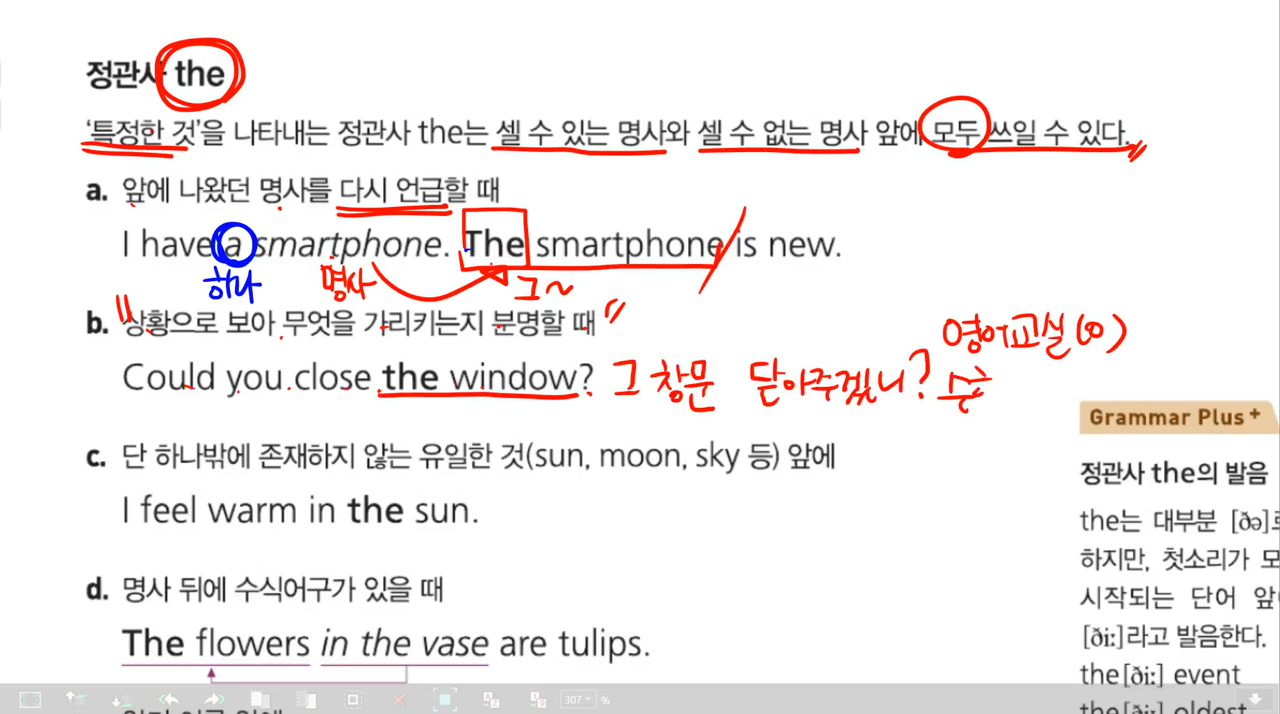 정관사 the
'특정한 것'을 나타내는 정관사 the는 셀 수 있는 명사와 셀 수 없는 명사 앞에 모두 쓰일 수 있다.
a. 앞에 나왔던 명사를 다시 언급할 때
I have a smartphone. The smartphone is new.
하나 명사 그~
b. 상황으로 보아 무엇을 가리키는지 분명할 때
영어교실(o)
Could you close the window? 그 창문 닫아주겠니?
c. 단 하나밖에 존재하지 않는 유일한 것(sun, moon, sky 등) 앞에
I feel warm in the sun.
d. 명사 뒤에 수식어구가 있을 때
The flowers in the vase are tulips.
Grammar Plus+
정관사 the의 발음
the는 대부분 [ðə]로
하지만, 첫소리가 모
시작되는 단어 앞
[ði:]라고 발음한다.
the[ði:] event
the[ði:] oldest
307 %